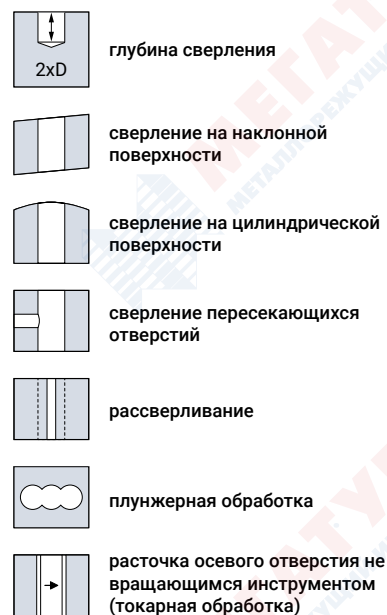 2xD
глубина сверления
сверление на наклонной
поверхности
сверление на цилиндрической
поверхности
сверление пересекающихся
отверстий
рассверливание
плунжерная обработка
расточка осевого отверстия не
вращающимся инструментом
(токарная обработка)